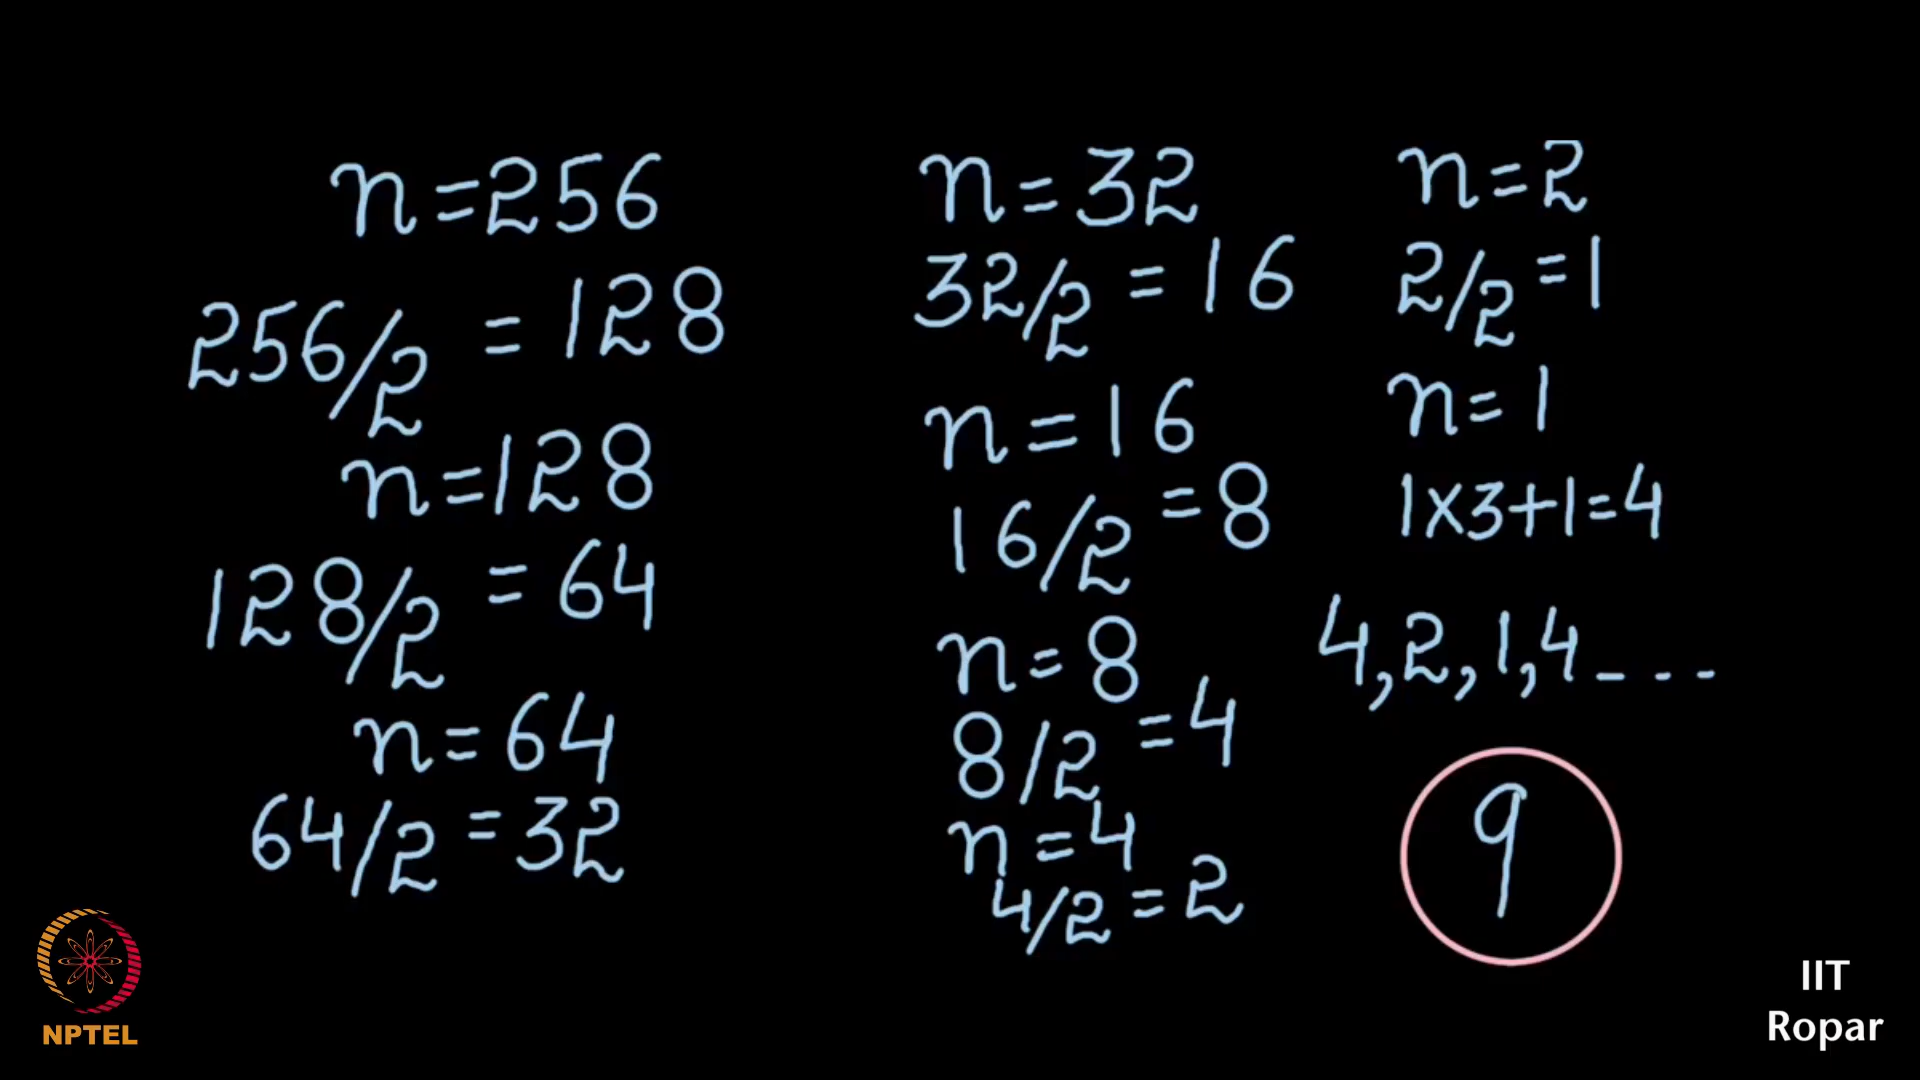 n=256
256/2 = 128
n=128
128/2 = 64
n=64
64/2 = 32
n=32
32/2 = 16
n=16
16/2 = 8
n=8
8/2 = 4
n=4
4/2 = 2
n=2
2/2 = 1
n=1
1x3+1=4
4,2,1,4----
9
NPTEL
IIT
Ropar